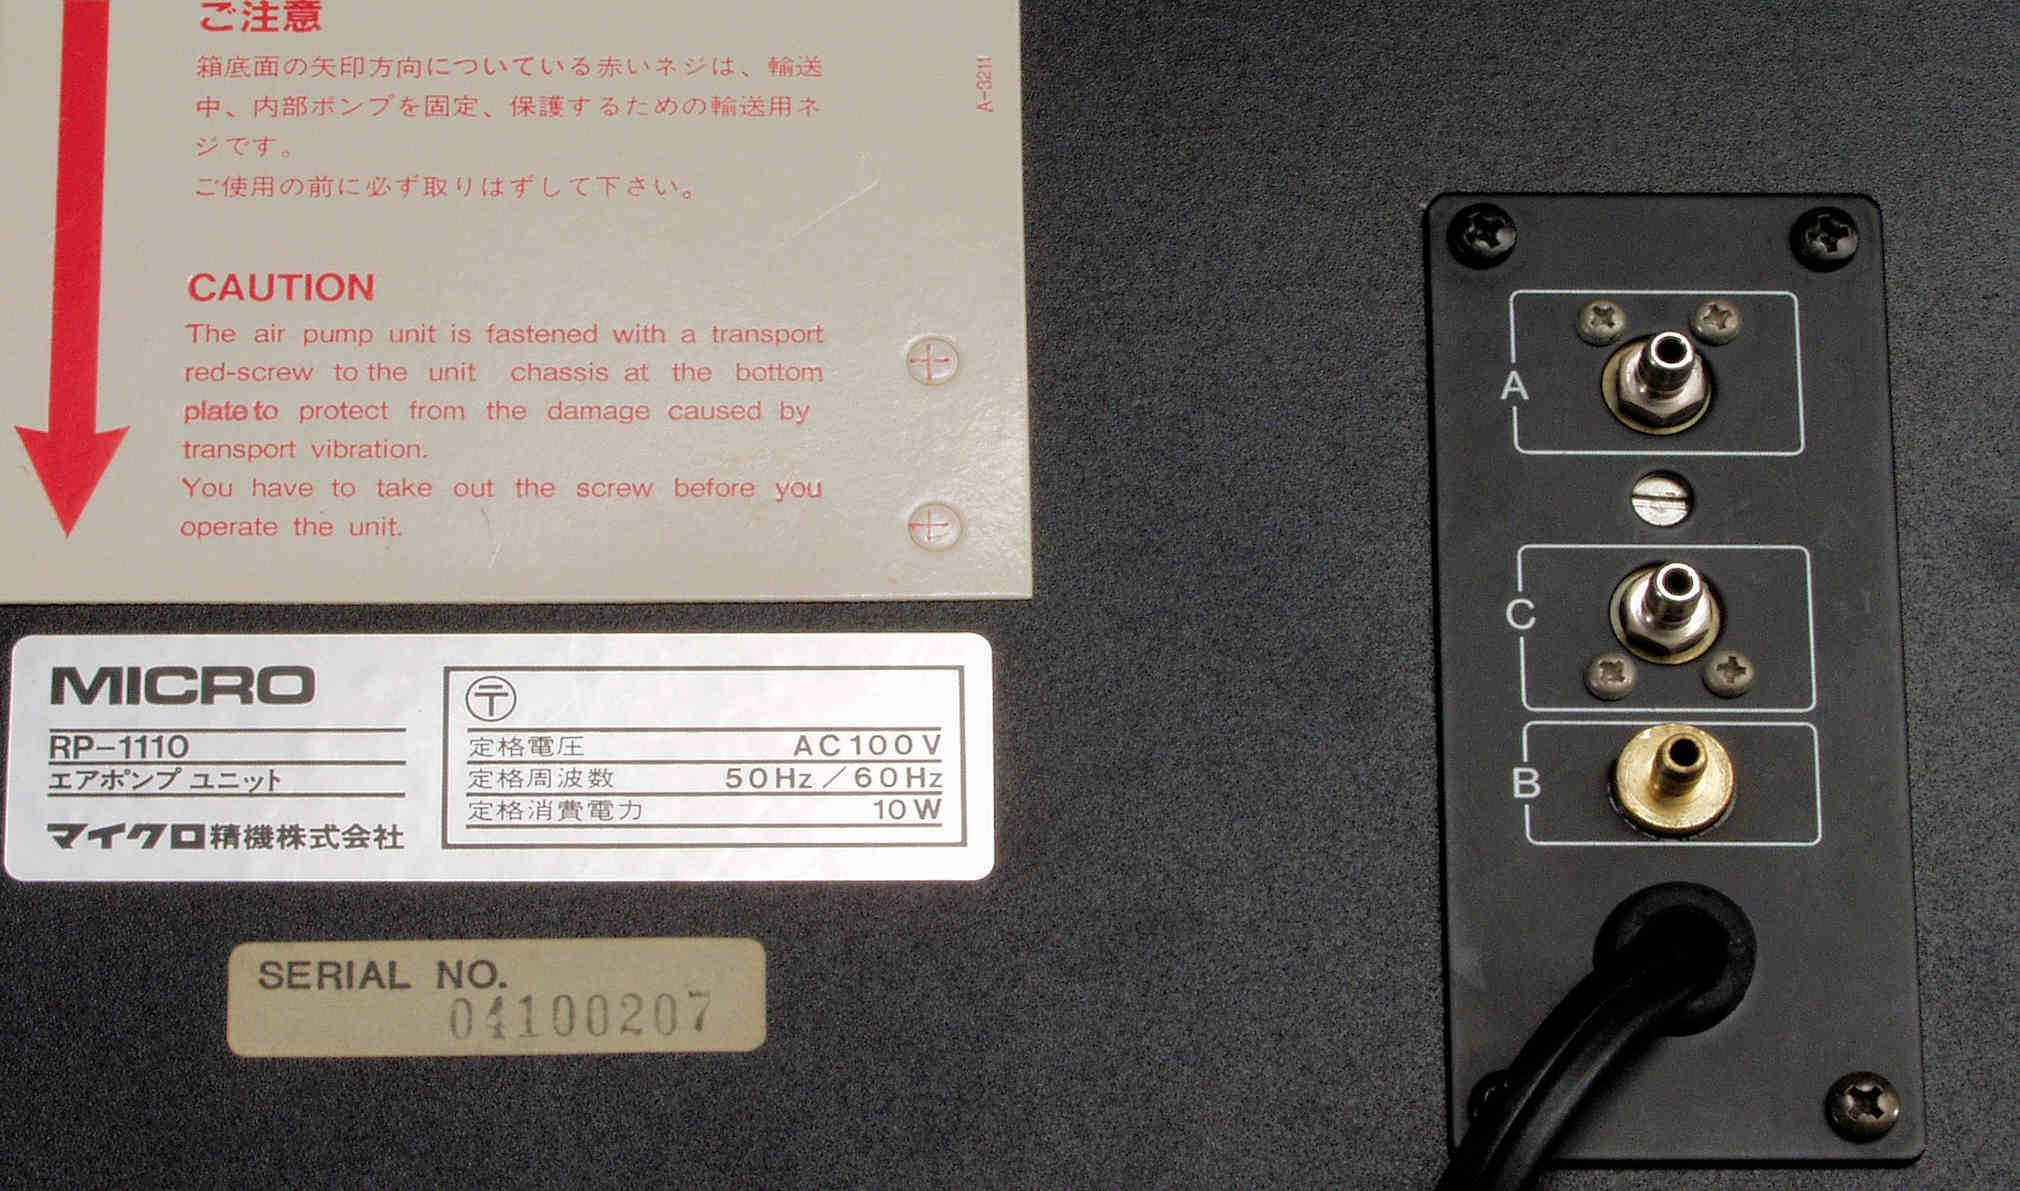 ご注意
箱底面の矢印方向についている赤いネジは、輸送
中、内部ポンプを固定、保護するための輸送用ネ
ジです。
ご使用の前に必ず取りはずして下さい。
A-3211
CAUTION
The air pump unit is fastened with a transport
red-screw to the unit chassis at the bottom
plate to protect from the damage caused by
transport vibration.
You have to take out the screw before you
operate the unit.
MICRO
RP-1110
エアポンプ ユニット
マイクロ精機株式会社
〒
定格電圧 AC100V
定格周波数 50Hz/60Hz
定格消費電力 10W
SERIAL NO.
04100207
A
C
B